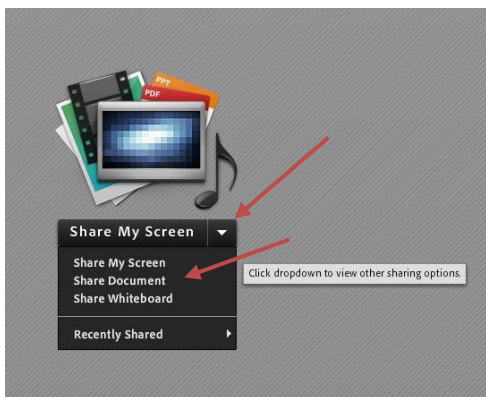 PPT
PDF
Share My Screen
Share My Screen
Share Document
Share Whiteboard
Click dropdown to view other sharing options.
Recently Shared